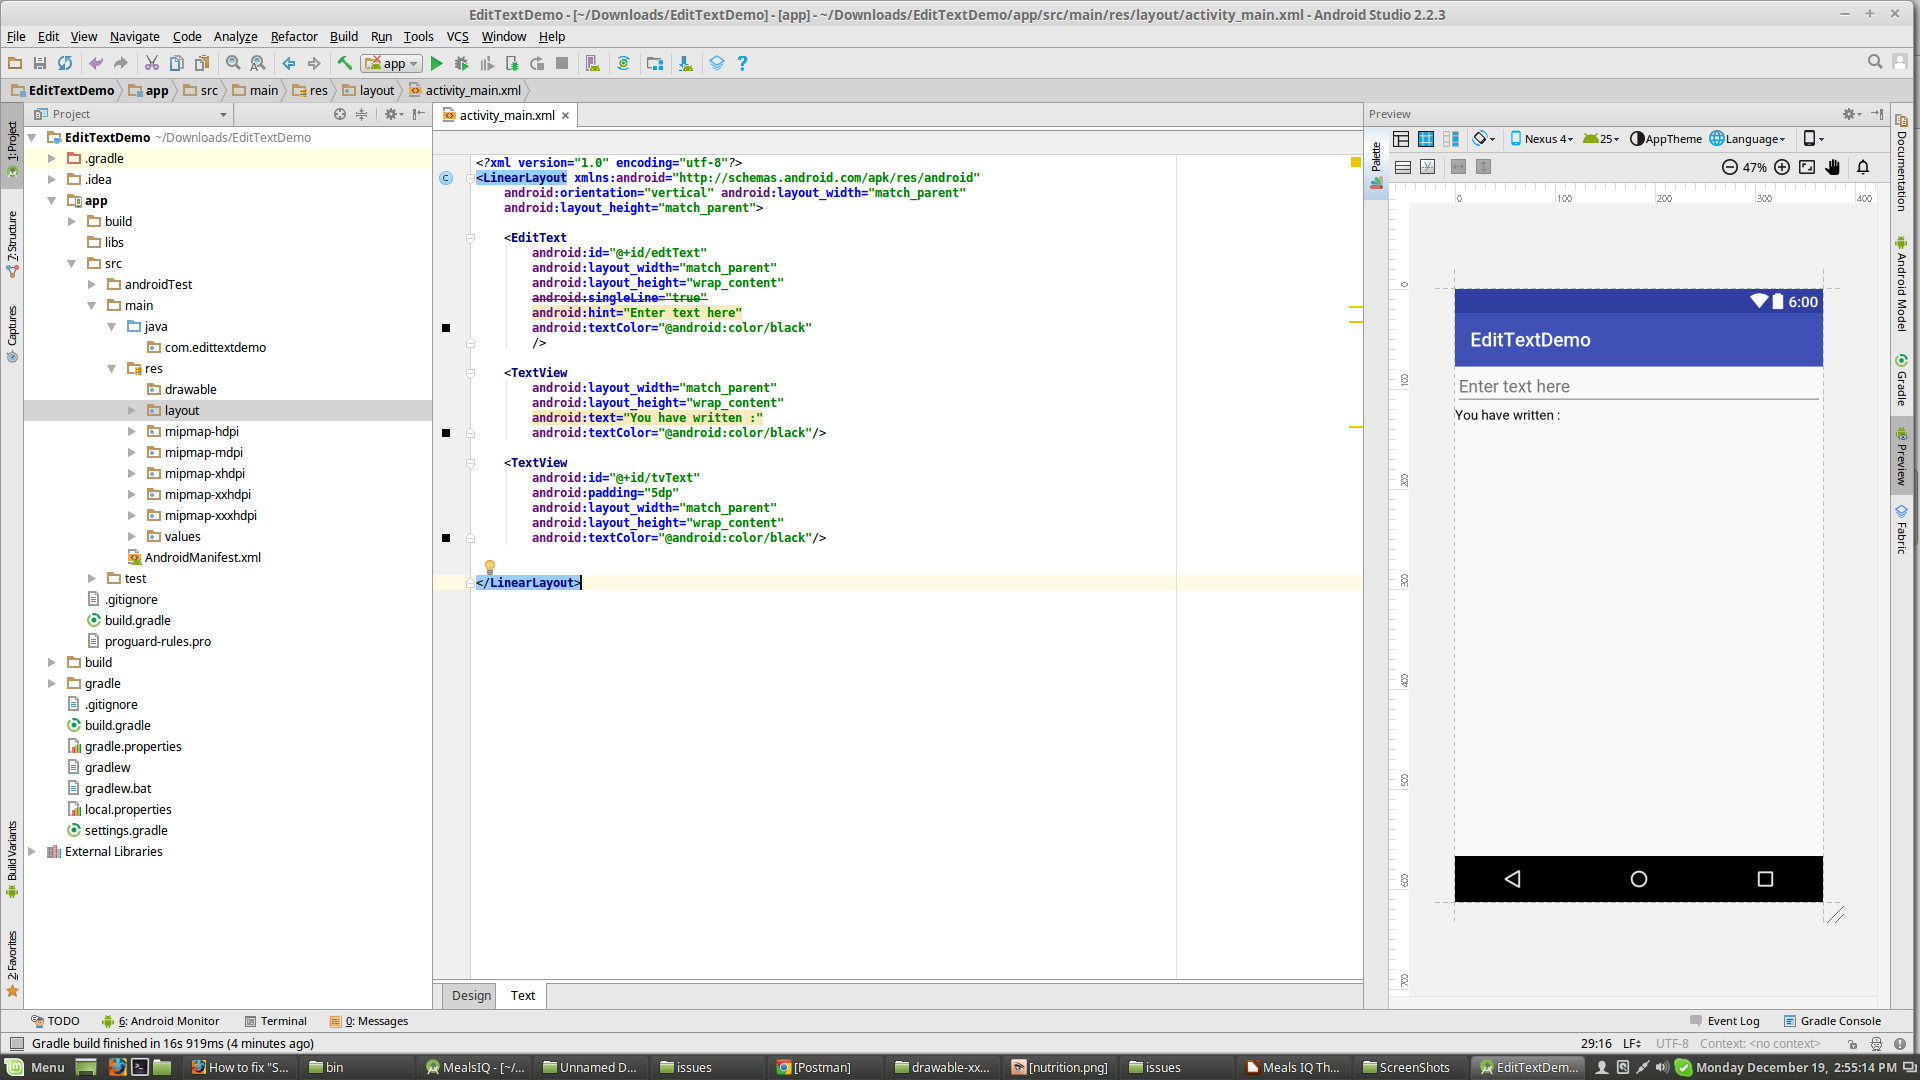 EditTextDemo - [~/Downloads/EditTextDemo] - [app] - ~/Downloads/EditTextDemo/app/src/main/res/layout/activity_main.xml - Android Studio 2.2.3
File Edit View Navigate Code Analyze Refactor Build Run Tools VCS Window Help
app
EditTextDemo app src main res layout activity_main.xml
Project
1: Project
7: Structure
Captures
Build Variants
2: Favorites
EditTextDemo ~/Downloads/EditTextDemo
.gradle
.idea
app
build
libs
src
androidTest
main
java
com.edittextdemo
res
drawable
layout
mipmap-hdpi
mipmap-mdpi
mipmap-xhdpi
mipmap-xxhdpi
mipmap-xxxhdpi
values
AndroidManifest.xml
test
.gitignore
build.gradle
proguard-rules.pro
build
gradle
.gitignore
build.gradle
gradle.properties
gradlew
gradlew.bat
local.properties
settings.gradle
External Libraries
activity_main.xml
C
<?xml version="1.0" encoding="utf-8"?>
<LinearLayout xmlns:android="http://schemas.android.com/apk/res/android"
android:orientation="vertical" android:layout_width="match_parent"
android:layout_height="match_parent">
<EditText
android:id="@+id/edtText"
android:layout_width="match_parent"
android:layout_height="wrap_content"
android:singleLine="true"
android:hint="Enter text here"
android:textColor="@android:color/black"
/>
<TextView
android:layout_width="match_parent"
android:layout_height="wrap_content"
android:text="You have written :"
android:textColor="@android:color/black"/>
<TextView
android:id="@+id/tvText"
android:padding="5dp"
android:layout_width="match_parent"
android:layout_height="wrap_content"
android:textColor="@android:color/black"/>
</LinearLayout>
Design Text
Preview
Palette
Nexus 4 25 AppTheme Language
47%
0 100 200 300 400
0
100
200
300
400
500
600
700
6:00
EditTextDemo
Enter text here
You have written :
Documentation
Android Model
Gradle
Preview
Fabric
TODO 6: Android Monitor Terminal 0: Messages Event Log Gradle Console
Gradle build finished in 16s 919ms (4 minutes ago) 29:16 LF UTF-8 Context: <no context>
Menu How to fix "S... bin MealsIQ - [~/... Unnamed D... issues [Postman] drawable-xx... [nutrition.png] issues Meals IQ Th... ScreenShots EditTextDem... Monday December 19, 2:55:14 PM